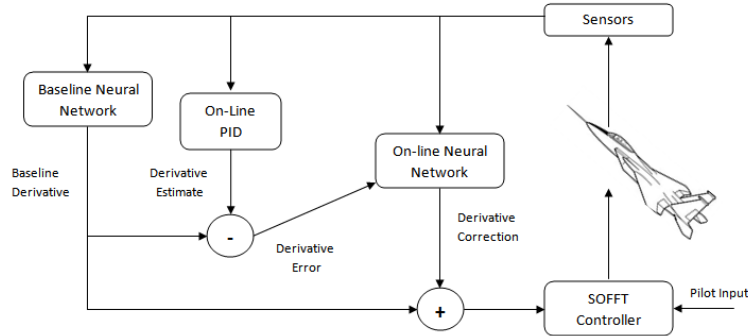 Sensors
Baseline Neural
Network
On-Line
PID
On-line Neural
Network
Baseline
Derivative
Derivative
Estimate
-
Derivative
Error
Derivative
Correction
+
SOFFT
Controller
Pilot Input